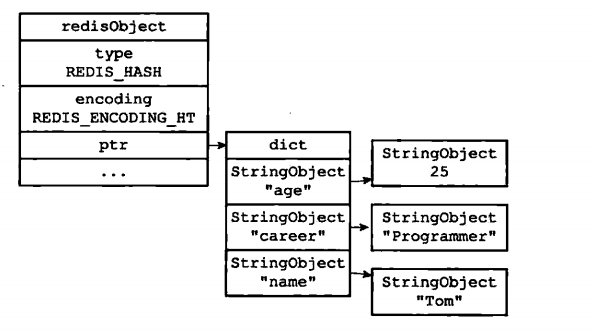 redisObject
type
REDIS_HASH
encoding
REDIS_ENCODING_HT
ptr
...
dict
StringObject
"age"
StringObject
"career"
StringObject
"name"
StringObject
25
StringObject
"Programmer"
StringObject
"Tom"